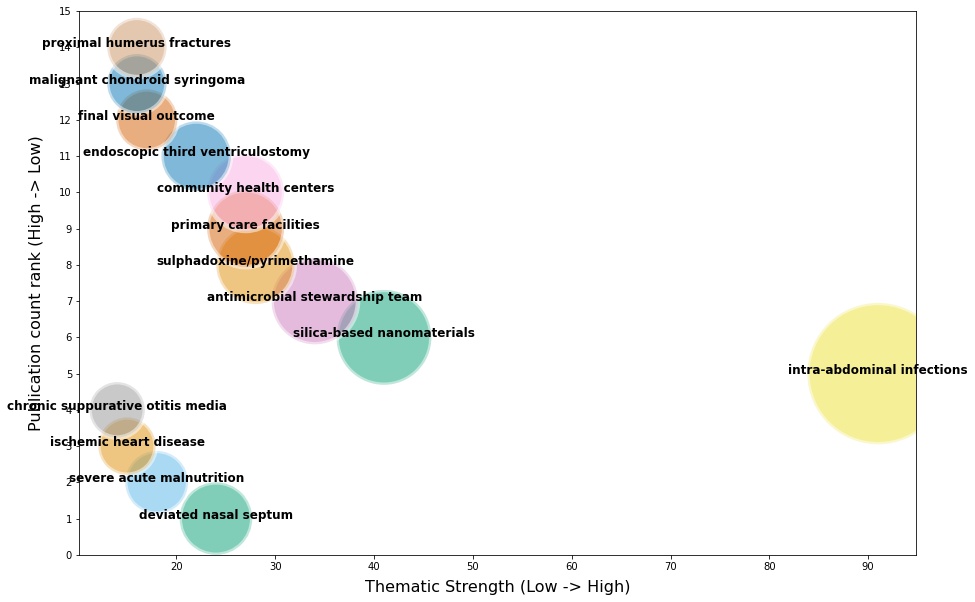 15
proximal humerus fractures
14
malignant chondroid syringoma
13
final visual outcome
12
endoscopic third ventriculostomy
11
community health centers
10
primary care facilities
9
sulphadoxine/pyrimethamine
8
antimicrobial stewardship team
7
silica-based nanomaterials
6
intra-abdominal infections
5
chronic suppurative otitis media
4
ischemic heart disease
3
severe acute malnutrition
2
deviated nasal septum
1
0
Publication count rank (High -> Low)
20 30 40 50 60 70 80 90
Thematic Strength (Low -> High)